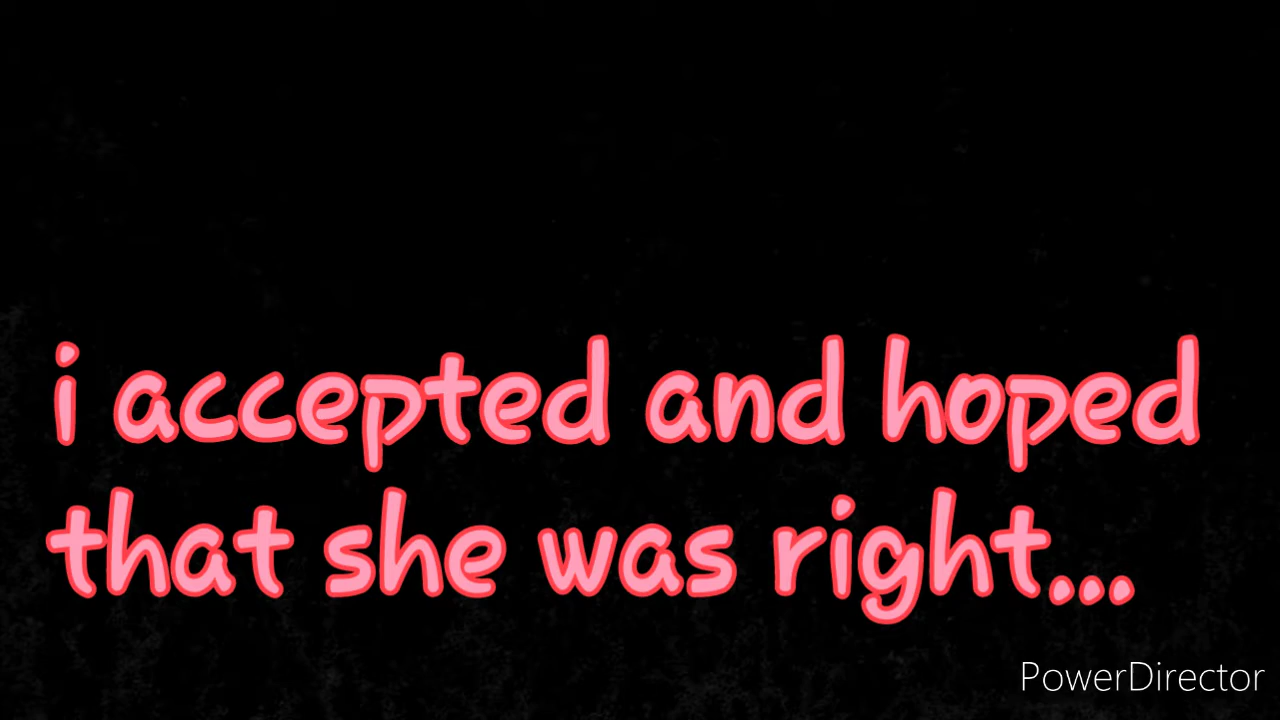 i accepted and hoped
that she was right...
PowerDirector